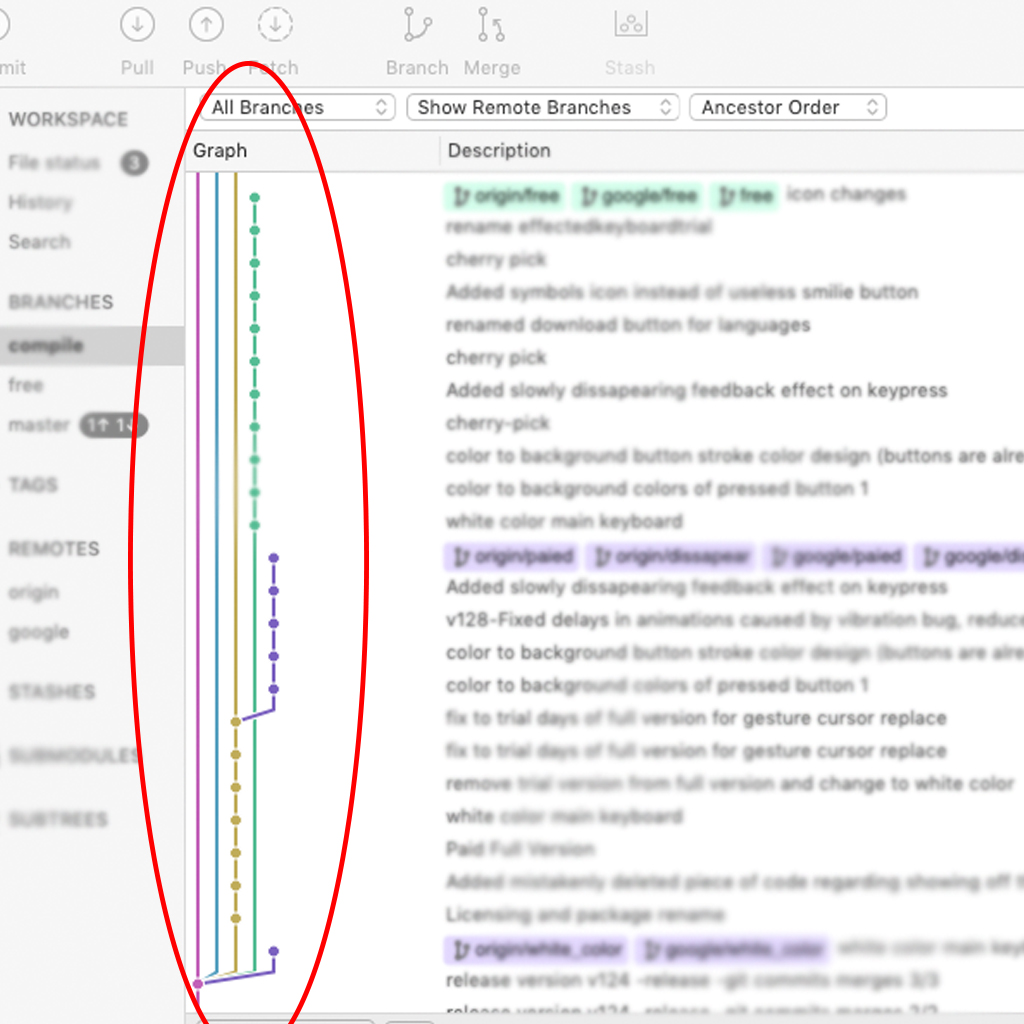 mit Pull Push Fetch Branch Merge Stash
All Branches Show Remote Branches Ancestor Order
Graph Description
WORKSPACE
File status 3
History
Search
BRANCHES
compile
free
master 1↑ 1↓
TAGS
REMOTES
origin
google
STASHES
SUBMODULES
SUBTREES
origin/free google/free free icon changes
rename effectedkeyboardtrial
cherry pick
Added symbols icon instead of useless smilie button
renamed download button for languages
cherry pick
Added slowly dissapearing feedback effect on keypress
cherry-pick
color to background button stroke color design (buttons are alre
color to background colors of pressed button 1
white color main keyboard
origin/paied origin/dissapear google/paied google/dis
Added slowly dissapearing feedback effect on keypress
v128-Fixed delays in animations caused by vibration bug, reduce
color to background button stroke color design (buttons are alre
color to background colors of pressed button 1
fix to trial days of full version for gesture cursor replace
fix to trial days of full version for gesture cursor replace
remove trial version from full version and change to white color
white color main keyboard
Paid Full Version
Added mistakenly deleted piece of code regarding showing off
Licensing and package rename
origin/white_color google/white_color white color main
release version v124 -release -git commits merges 3/3
release version v124 -release -git commits merges 2/3